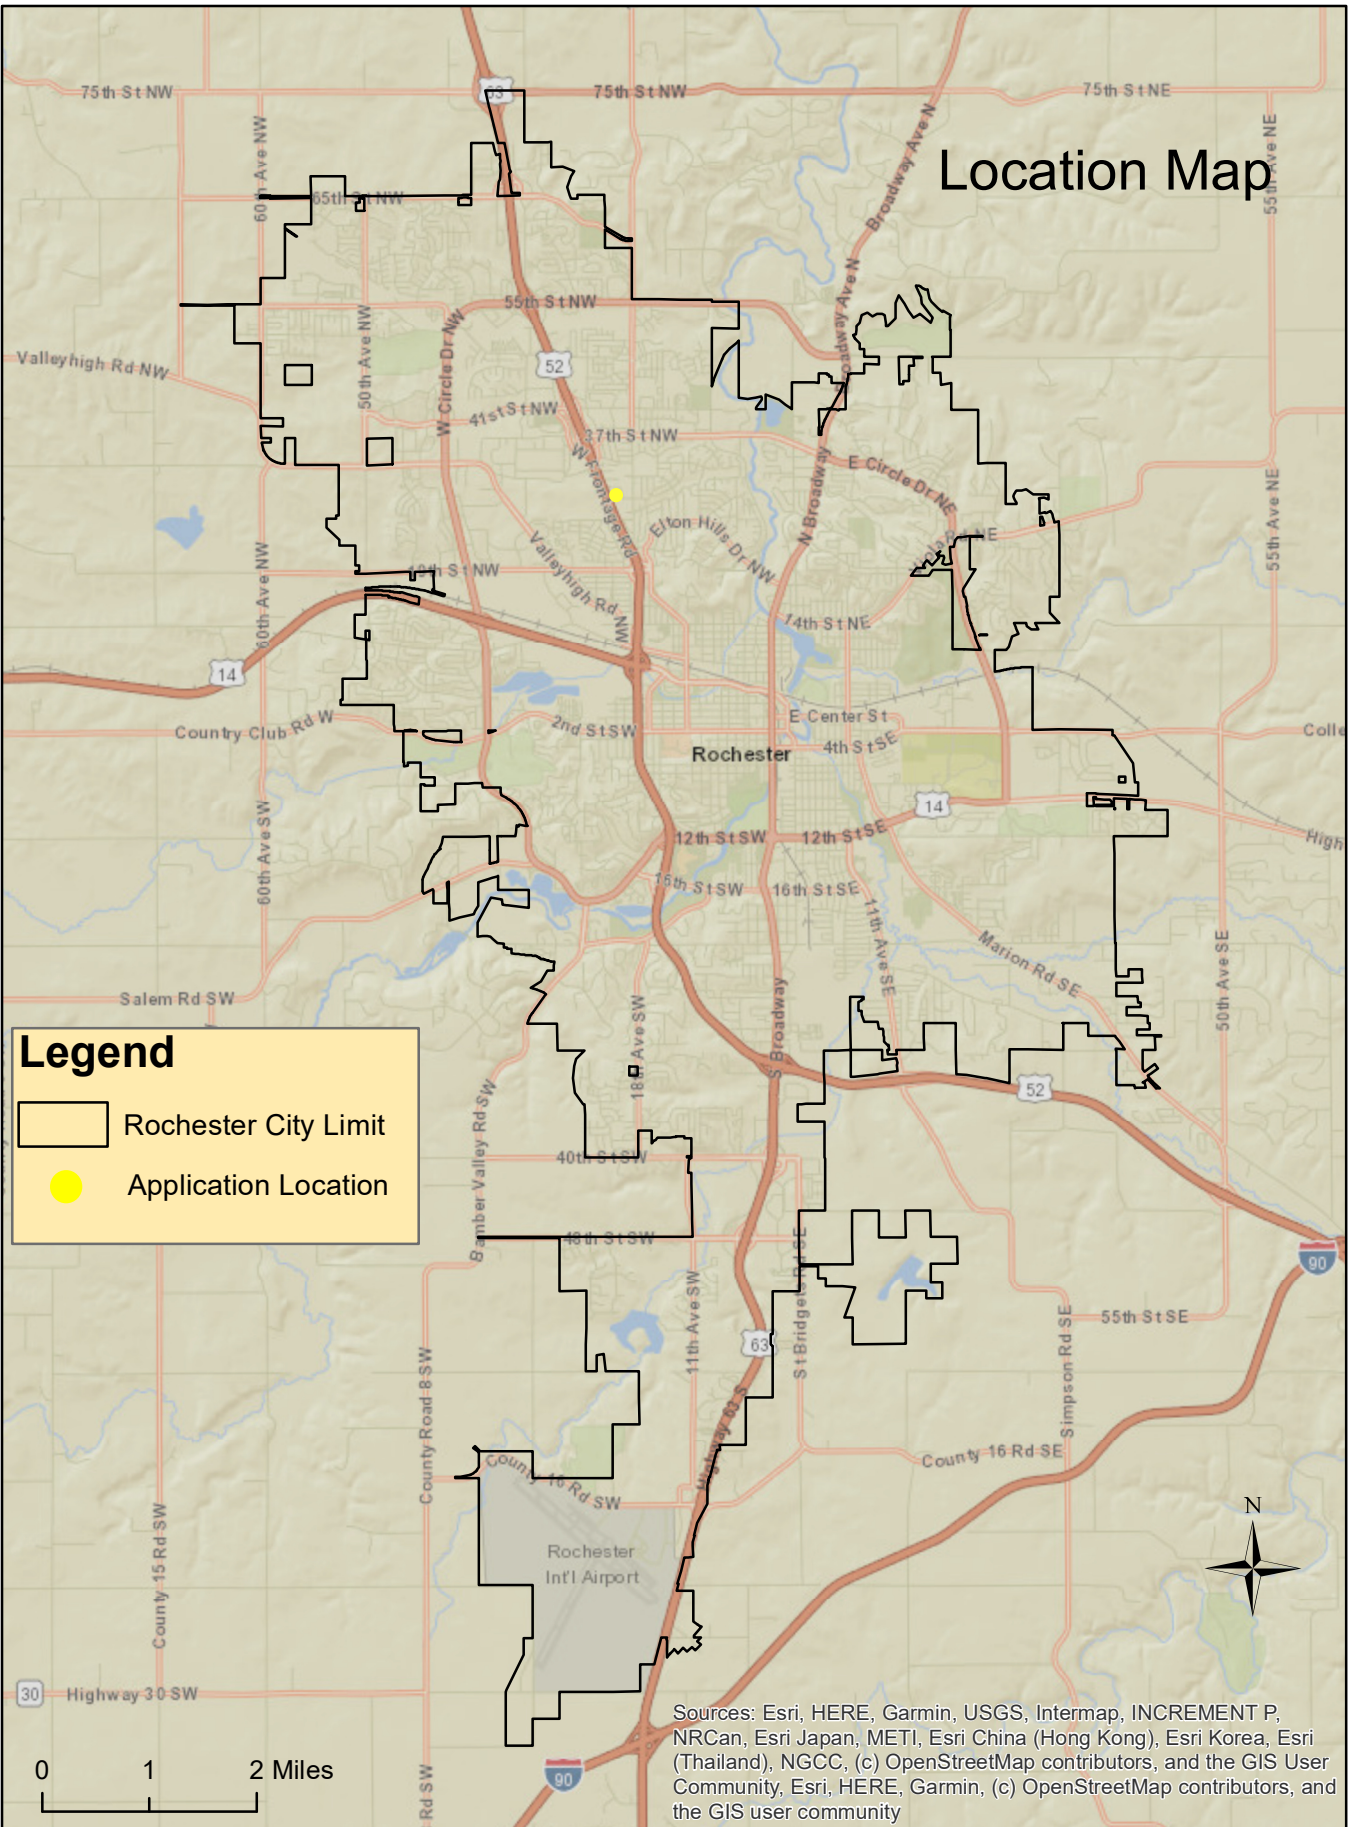 Location Map
75th St NW
63
75th St NW
75th St NE
60th Ave NW
65th St NW
Broadway Ave N
55th Ave NE
55th St NW
Broadway Ave N
50th Ave NW
W Circle Dr NW
Valleyhigh Rd NW
52
41st St NW
37th St NW
W Frontage Rd
N Broadway
E Circle Dr NE
Elton Hills Dr NW
Viola Rd NE
55th Ave NE
60th Ave NW
19th St NW
Valleyhigh Rd NW
14th St NE
14
Country Club Rd W
2nd St SW
E Center St
4th St SE
Colle
Rochester
14
60th Ave SW
12th St SW
12th St SE
High
16th St SW
16th St SE
11th Ave SE
Marion Rd SE
50th Ave SE
Salem Rd SW
18th Ave SW
S Broadway
Legend
Rochester City Limit
Application Location
52
Bamber Valley Rd SW
40th St SW
48th St SW
St Bridgets Rd SE
90
11th Ave SW
63
55th St SE
Simpson Rd SE
County Road 8 SW
Highway 63 S
County 16 Rd SE
County 16 Rd SW
County 15 Rd SW
Rochester
Int'l Airport
N
30
Highway 30 SW
Rd SW
90
0 1 2 Miles
Sources: Esri, HERE, Garmin, USGS, Intermap, INCREMENT P,
NRCan, Esri Japan, METI, Esri China (Hong Kong), Esri Korea, Esri
(Thailand), NGCC, (c) OpenStreetMap contributors, and the GIS User
Community, Esri, HERE, Garmin, (c) OpenStreetMap contributors, and
the GIS user community